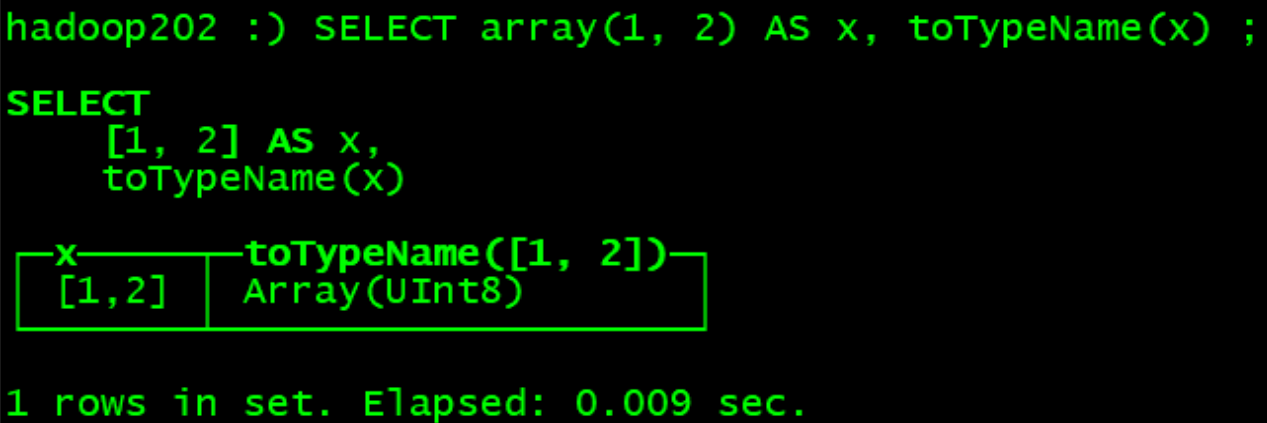 hadoop202 :) SELECT array(1, 2) AS x, toTypeName(x) ;
SELECT
    [1, 2] AS x,
    toTypeName(x)
┌─x─────┬─toTypeName([1, 2])─┐
│ [1,2] │ Array(UInt8)       │
└───────┴────────────────────┘
1 rows in set. Elapsed: 0.009 sec.